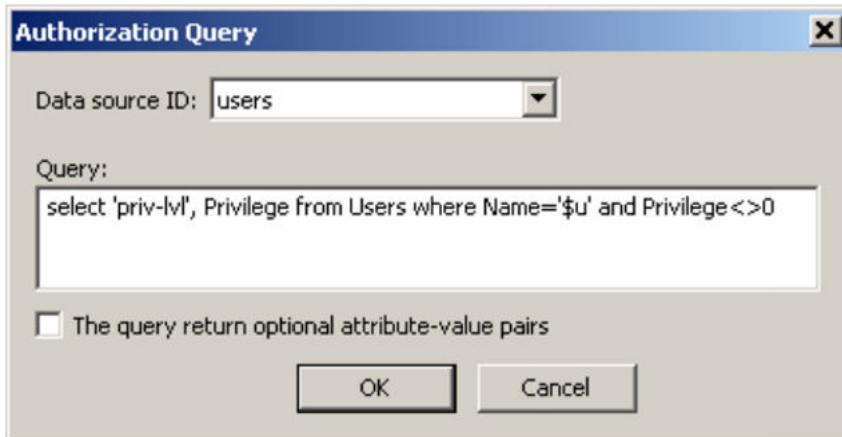 Authorization Query
Data source ID: users
Query:
select 'priv-lvl', Privilege from Users where Name='$u' and Privilege<>0
The query return optional attribute-value pairs
OK Cancel